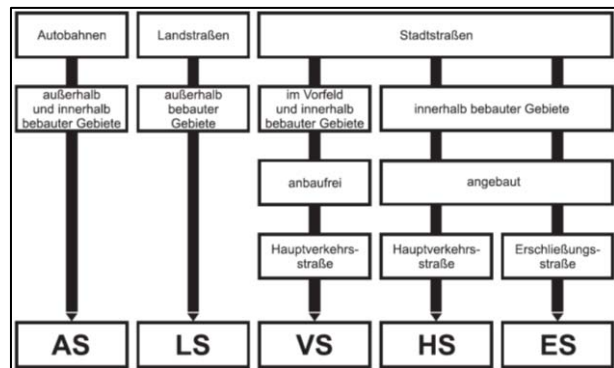 Autobahnen
Landstraßen
Stadtstraßen
außerhalb
und innerhalb
bebauter Gebiete
außerhalb
bebauter
Gebiete
im Vorfeld
und innerhalb
bebauter Gebiete
innerhalb bebauter Gebiete
anbaufrei
angebaut
Hauptverkehrs-
straße
Hauptverkehrs-
straße
Erschließungs-
straße
AS
LS
VS
HS
ES